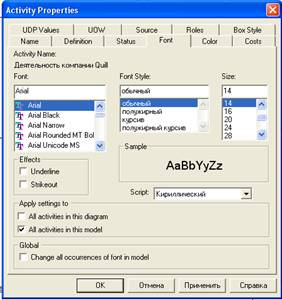 Activity Properties
UDP Values UOW Source Roles Box Style
Name Definition Status Font Color Costs
Activity Name:
Деятельность компании Quill
Font: Font Style: Size:
Arial обычный 14
Arial обычный 14
Arial Black полужирный 16
Arial Narrow курсив 20
Arial Rounded MT Bol полужирный курсив 24
Arial Unicode MS 28
Effects
Underline
Strikeout
Sample
AaBbYyZz
Script: Кириллический
Apply settings to
All activities in this diagram
All activities in this model
Global
Change all occurrences of font in model
OK Отмена Применить Справка